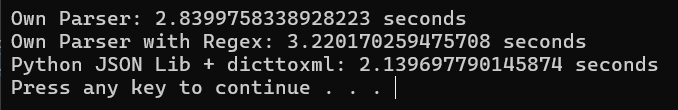 Own Parser: 2.8399758338928223 seconds
Own Parser with Regex: 3.220170259475708 seconds
Python JSON Lib + dicttoxml: 2.139697790145874 seconds
Press any key to continue . . .